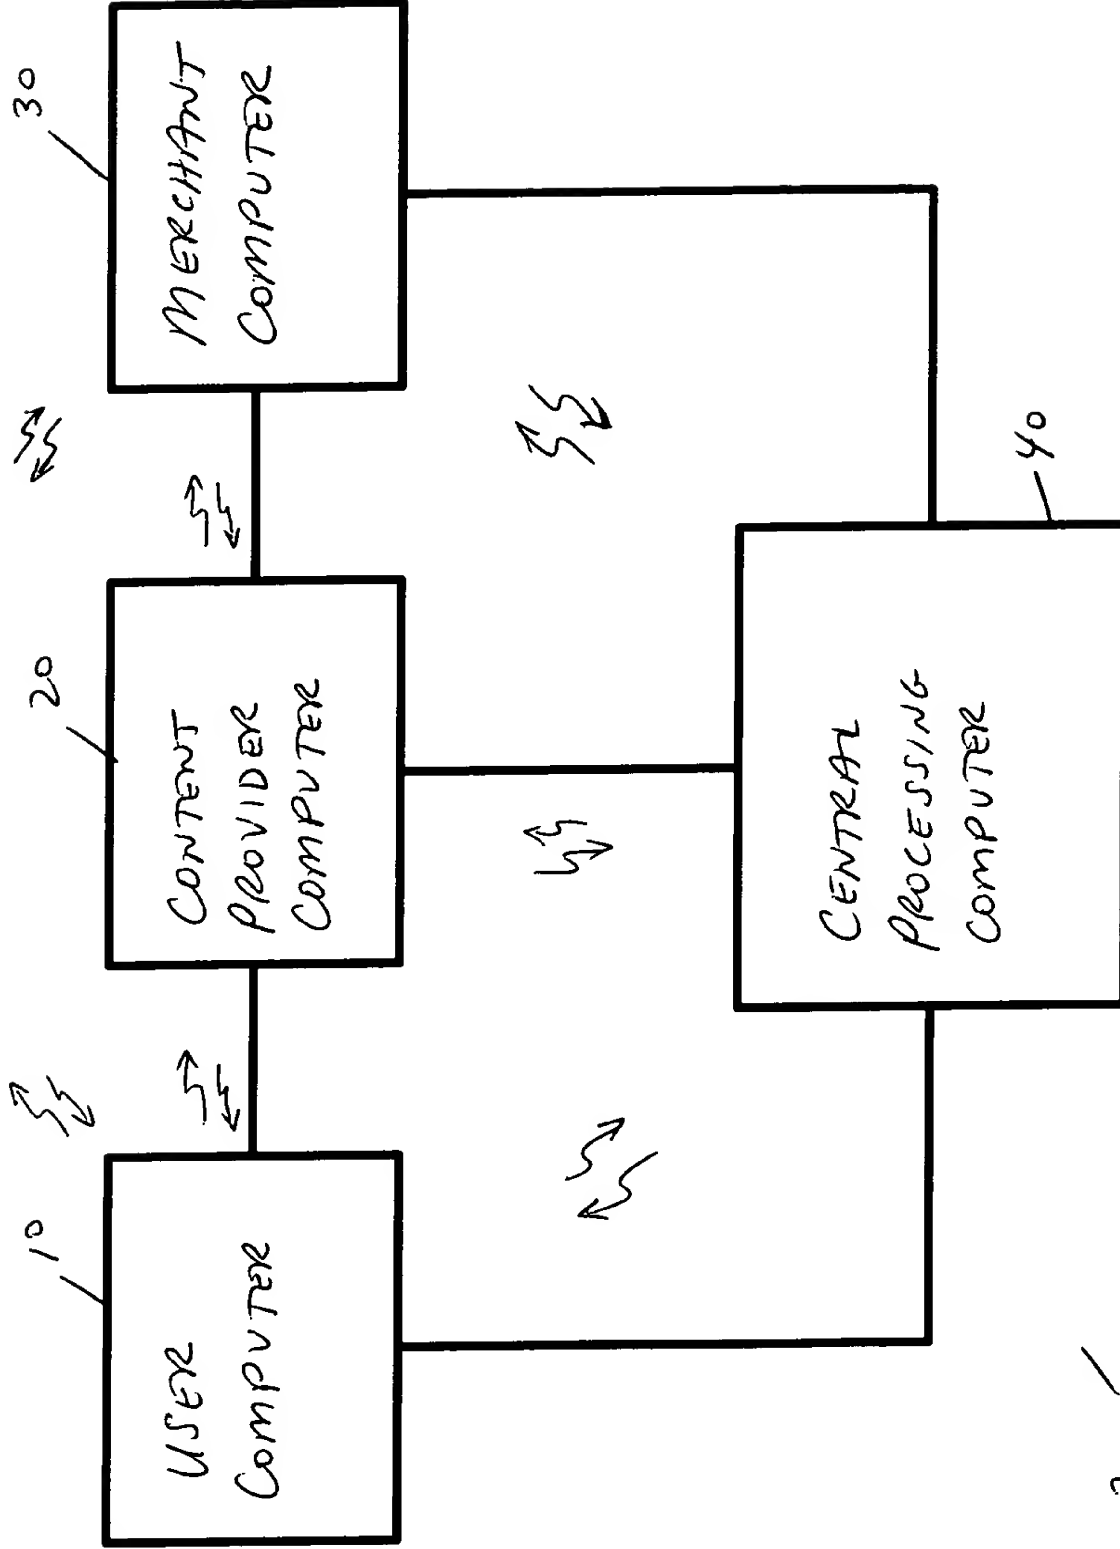 10
USER
COMPUTER
20
CONTENT
PROVIDER
COMPUTER
30
MERCHANT
COMPUTER
40
CENTRAL
PROCESSING
COMPUTER